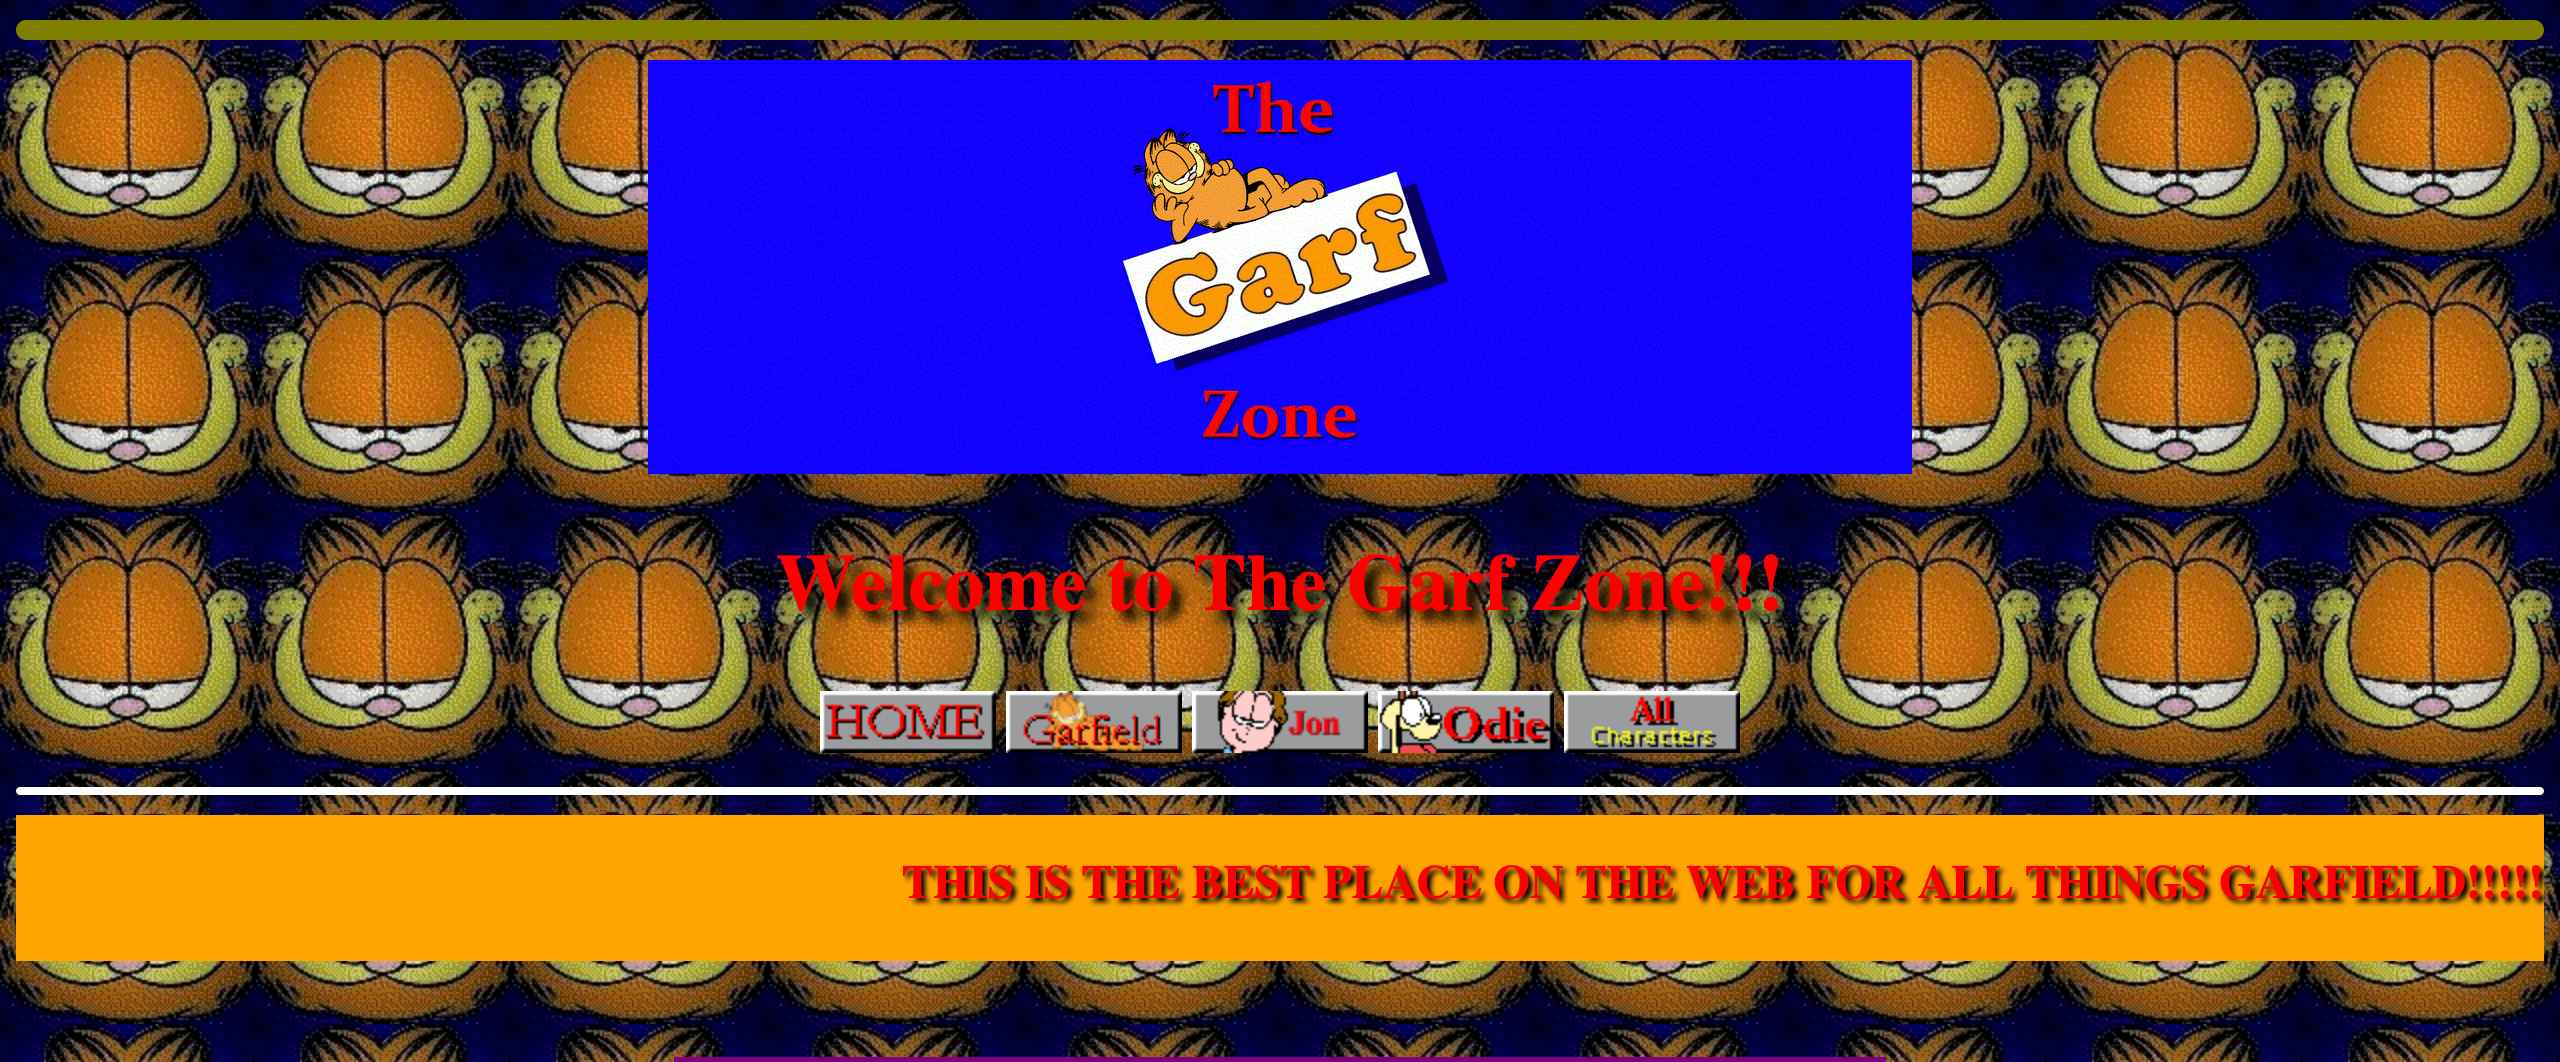 The
Garf
Zone
Welcome to The Garf Zone!!!
HOME
Garfield
Jon
Odie
All
Characters
THIS IS THE BEST PLACE ON THE WEB FOR ALL THINGS GARFIELD!!!!!